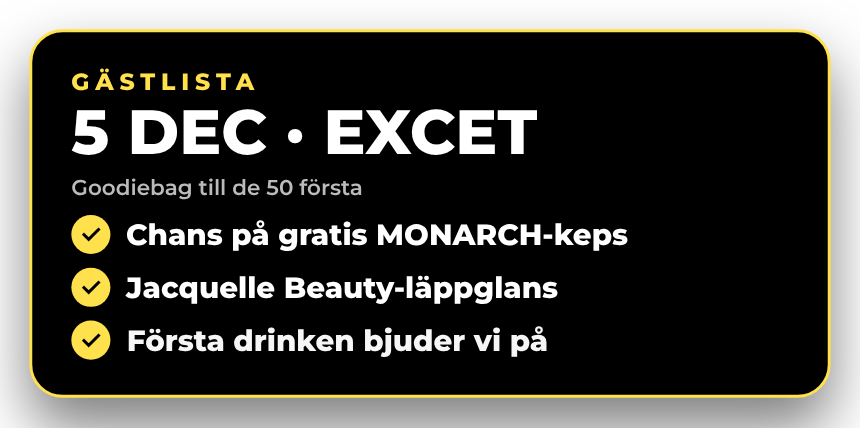 GÄSTLISTA
5 DEC • EXCET
Goodiebag till de 50 första
Chans på gratis MONARCH-keps
Jacquelle Beauty-läppglans
Första drinken bjuder vi på